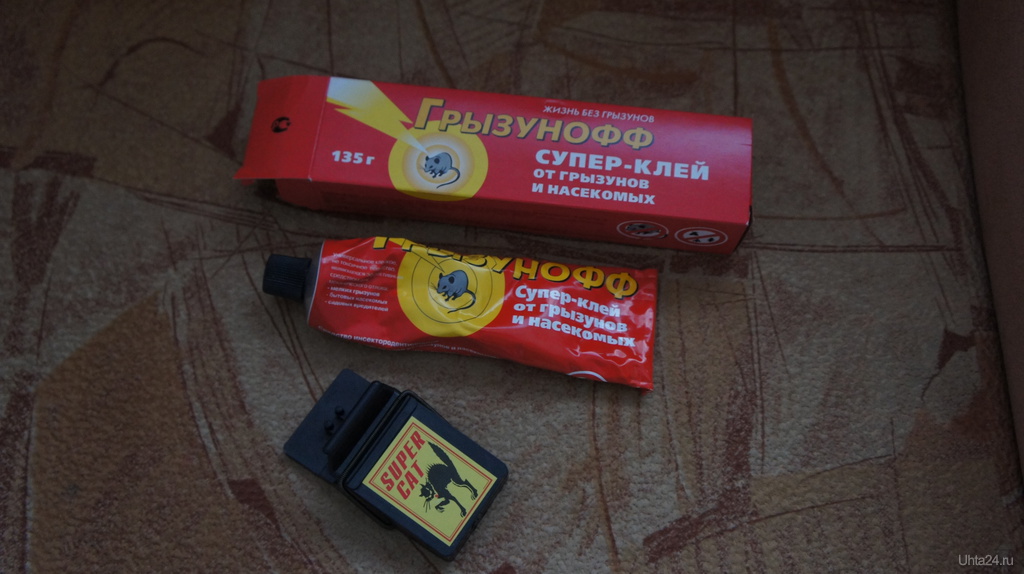 ЖИЗНЬ БЕЗ ГРЫЗУНОВ
ГРЫЗУНОФФ
135 г
СУПЕР-КЛЕЙ
ОТ ГРЫЗУНОВ
И НАСЕКОМЫХ
ГРЫЗУНОФФ
Супер-клей
от грызунов
и насекомых
SUPER
CAT
Uhta24.ru